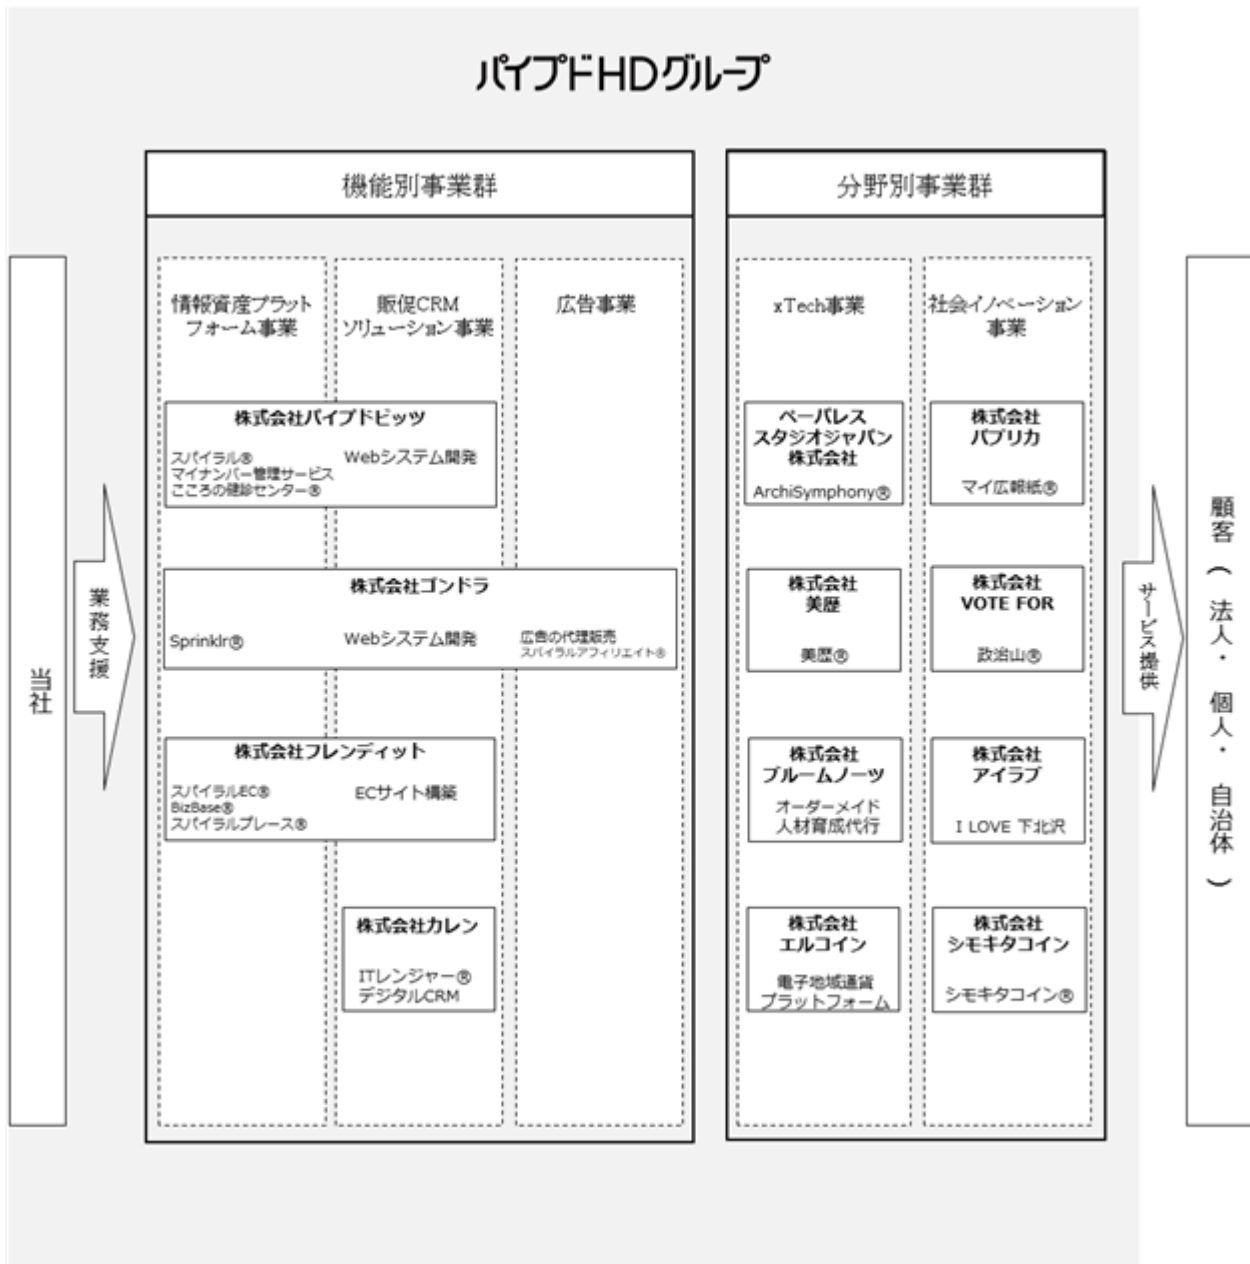 パイプドHDグループ
機能別事業群
分野別事業群
情報資産プラット
フォーム事業
販促CRM
ソリューション事業
広告事業
xTech事業
社会イノベーション
事業
株式会社パイプドビッツ
スパイラル®
マイナンバー管理サービス
こころの健診センター®
Webシステム開発
ペーパレス
スタジオジャパン
株式会社
ArchiSymphony®
株式会社
パブリカ
マイ広報紙®
株式会社ゴンドラ
Sprinklr®
Webシステム開発
広告の代理販売
スパイラルアフィリエイト®
株式会社
美歴
美歴®
株式会社
VOTE FOR
政治山®
株式会社フレンディット
スパイラルEC®
BizBase®
スパイラルプレース®
ECサイト構築
株式会社
ブルームノーツ
オーダーメイド
人材育成代行
株式会社
アイラブ
I LOVE 下北沢
株式会社カレン
ITレンジャー®
デジタルCRM
株式会社
エルコイン
電子地域通貨
プラットフォーム
株式会社
シモキタコイン
シモキタコイン®
当社
業務支援
サービス提供
顧客(法人・個人・自治体)